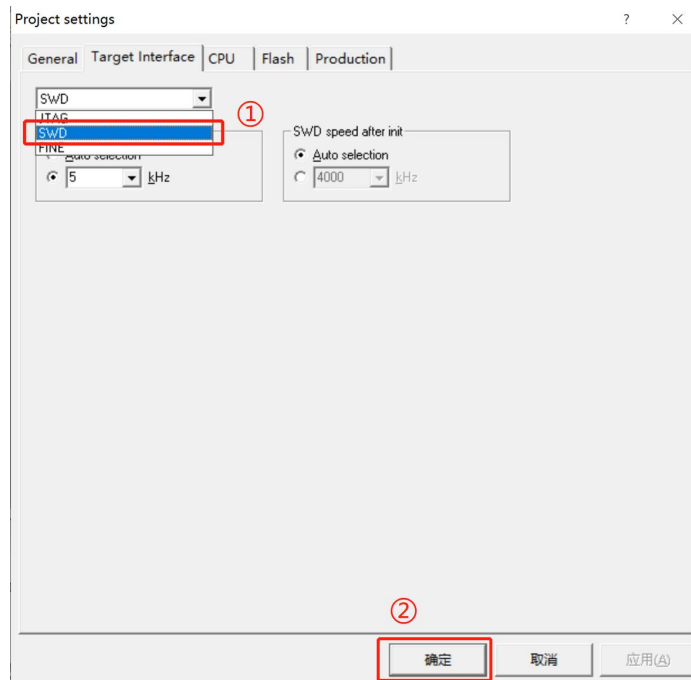 Project settings ? ×
General Target Interface CPU Flash Production
SWD
①
JTAG
SWD
FINE
SWD speed after init
Auto selection Auto selection
5 kHz 4000 kHz
②
确定 取消 应用(A)